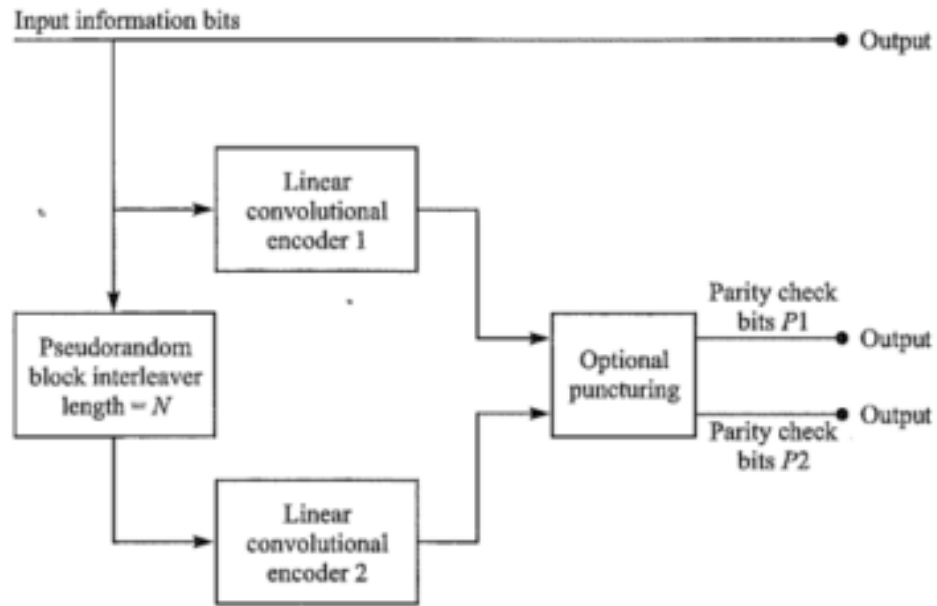 Input information bits
Output
Linear
convolutional
encoder 1
Parity check
bits P1
Output
Pseudorandom
block interleaver
length = N
Optional
puncturing
Output
Parity check
bits P2
Linear
convolutional
encoder 2